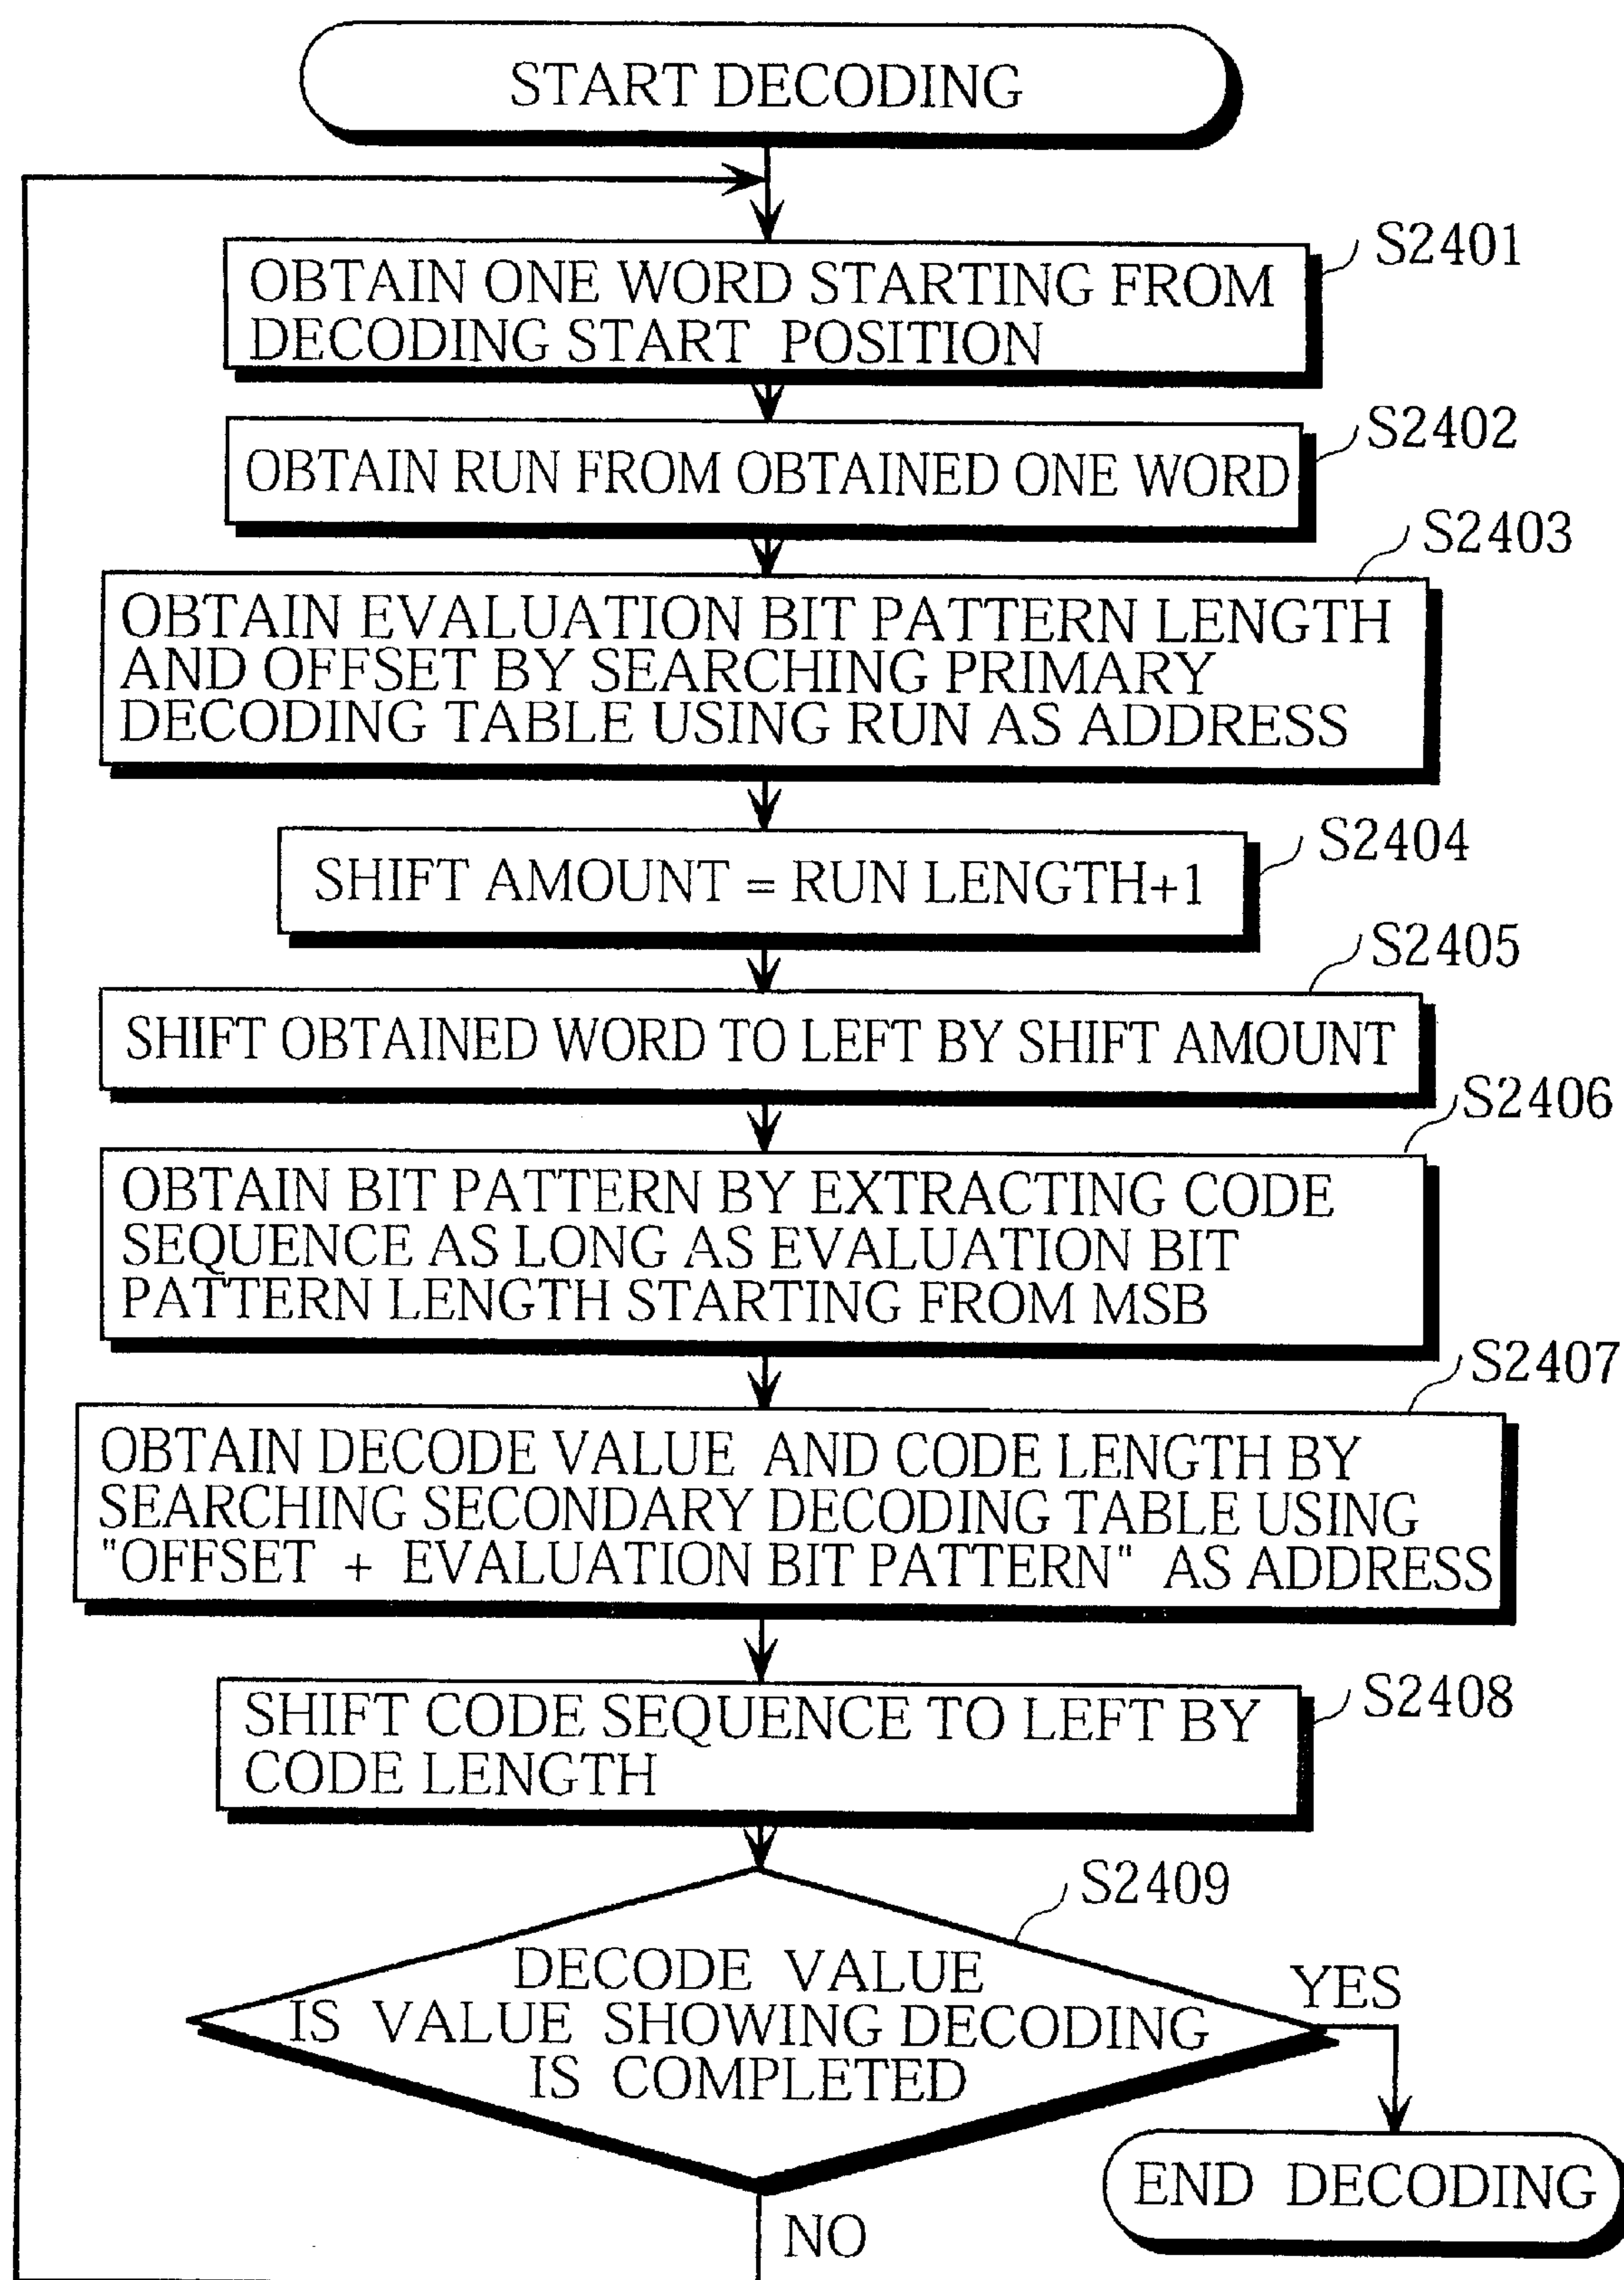 START DECODING
S2401
OBTAIN ONE WORD STARTING FROM
DECODING START POSITION
S2402
OBTAIN RUN FROM OBTAINED ONE WORD
S2403
OBTAIN EVALUATION BIT PATTERN LENGTH
AND OFFSET BY SEARCHING PRIMARY
DECODING TABLE USING RUN AS ADDRESS
S2404
SHIFT AMOUNT = RUN LENGTH+1
S2405
SHIFT OBTAINED WORD TO LEFT BY SHIFT AMOUNT
S2406
OBTAIN BIT PATTERN BY EXTRACTING CODE
SEQUENCE AS LONG AS EVALUATION BIT
PATTERN LENGTH STARTING FROM MSB
S2407
OBTAIN DECODE VALUE AND CODE LENGTH BY
SEARCHING SECONDARY DECODING TABLE USING
"OFFSET + EVALUATION BIT PATTERN" AS ADDRESS
S2408
SHIFT CODE SEQUENCE TO LEFT BY
CODE LENGTH
S2409
DECODE VALUE
IS VALUE SHOWING DECODING
IS COMPLETED
YES
END DECODING
NO